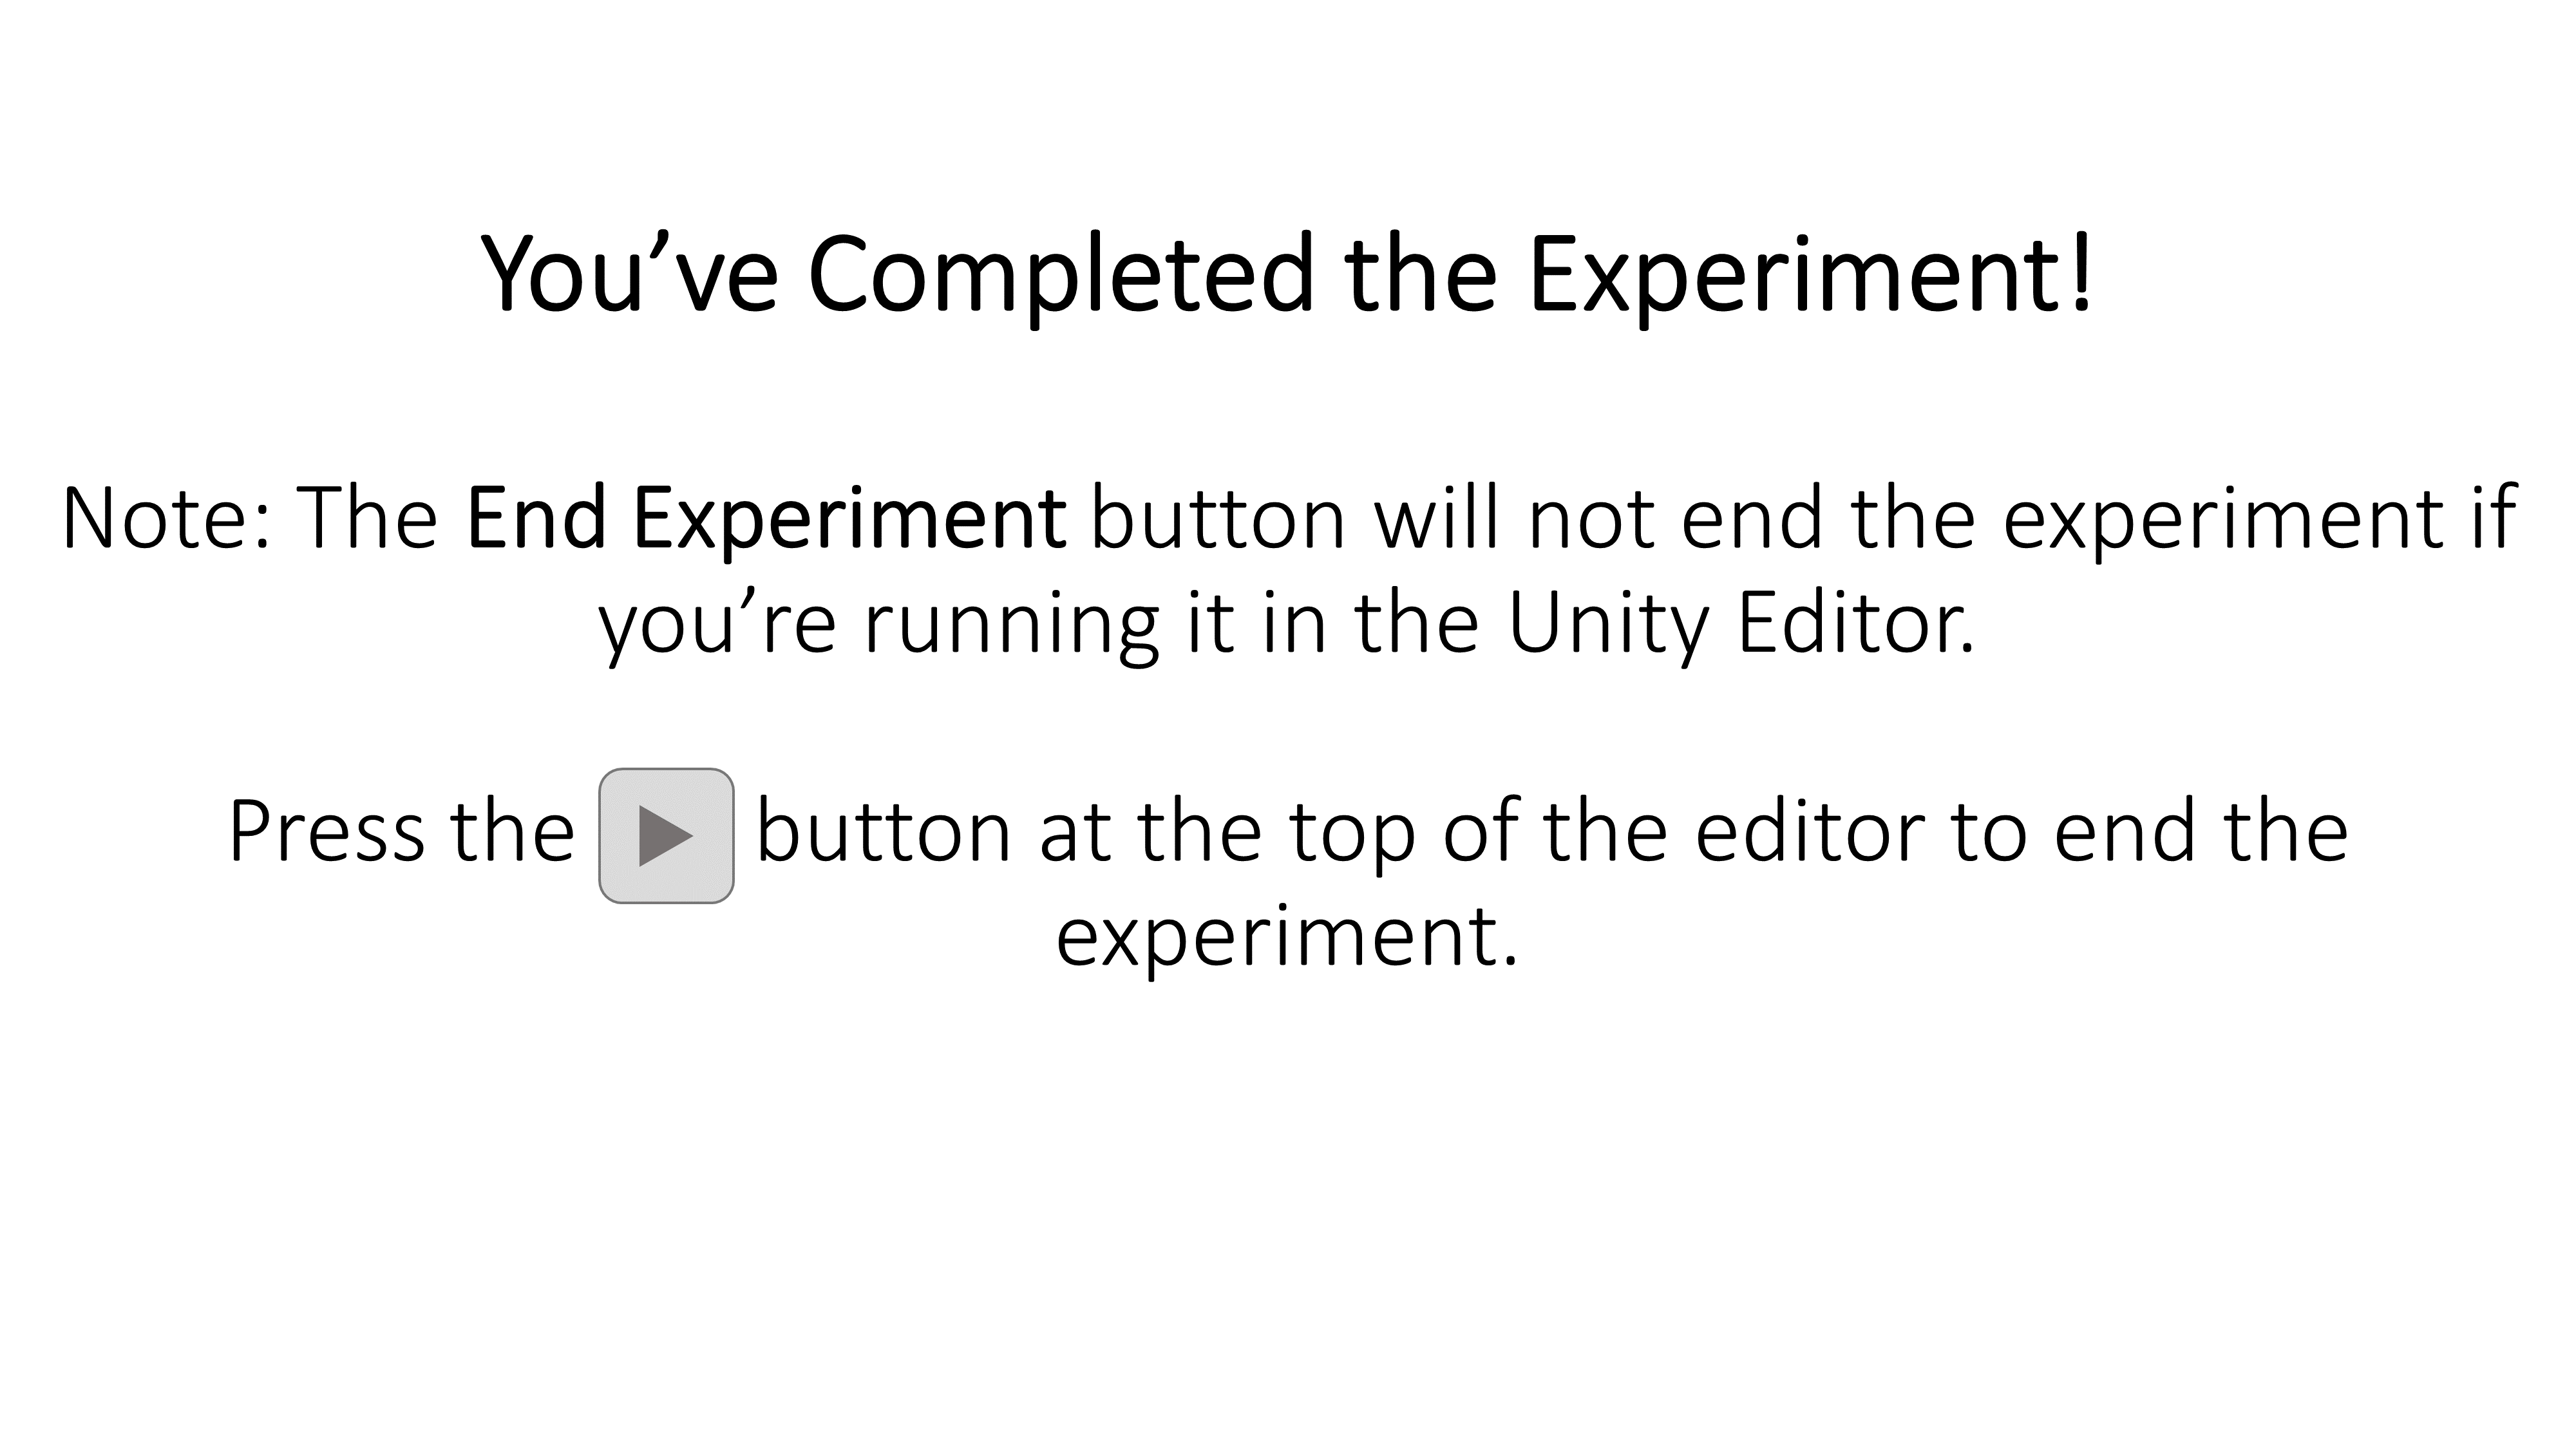 You’ve Completed the Experiment!
Note: The End Experiment button will not end the experiment if
you’re running it in the Unity Editor.
Press the button at the top of the editor to end the
experiment.